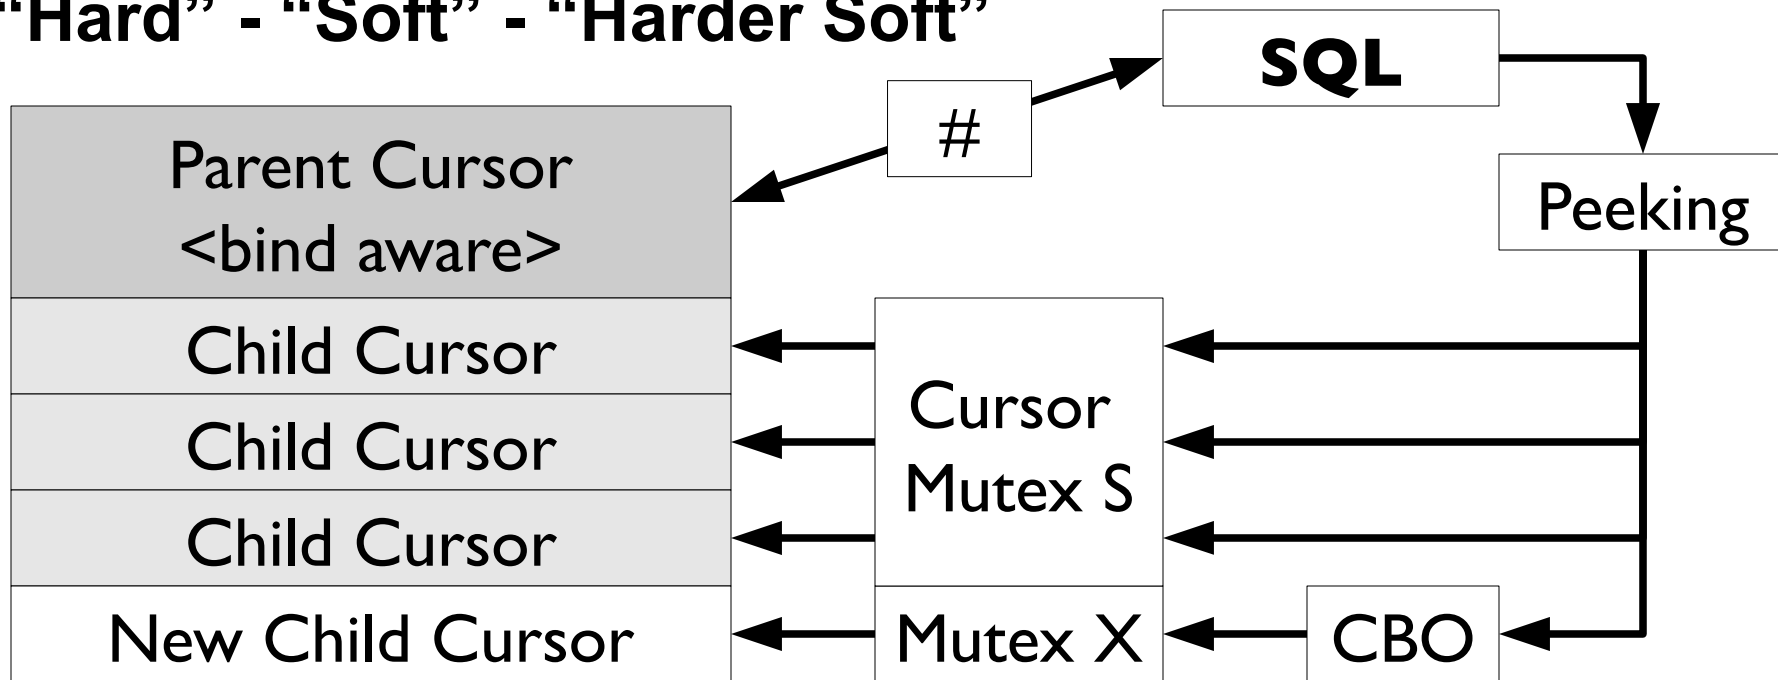 “Hard” - “Soft” - “Harder Soft”
SQL
#
Parent Cursor
<bind aware>
Peeking
Child Cursor
Child Cursor
Child Cursor
Cursor
Mutex S
New Child Cursor
Mutex X
CBO